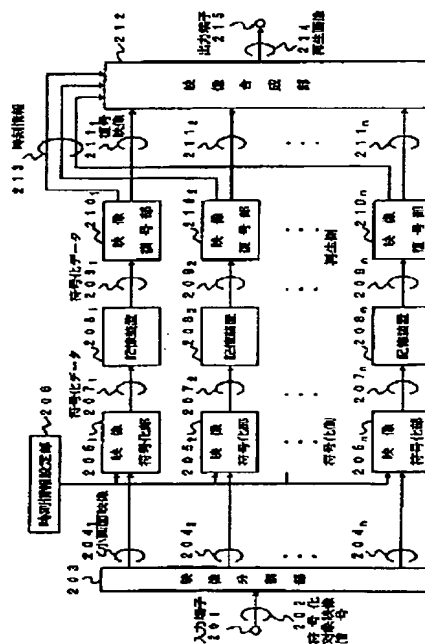 入力端子
201
202
符号化
対象映像
信号
203
映像分割部
204₁
小画面映像
204₂
204ₙ
時刻情報設定部
206
205₁
映像
符号化部
205₂
映像
符号化部
205ₙ
映像
符号化部
符号化側
符号化データ
207₁
207₂
207ₙ
208₁
記憶装置
208₂
記憶装置
208ₙ
記憶装置
符号化データ
209₁
209₂
209ₙ
210₁
映像
復号部
210₂
映像
復号部
210ₙ
映像
復号部
再生側
211₁
復号
映像
211₂
211ₙ
213 時刻情報
212
映像合成部
出力端子
215
214
再生画像